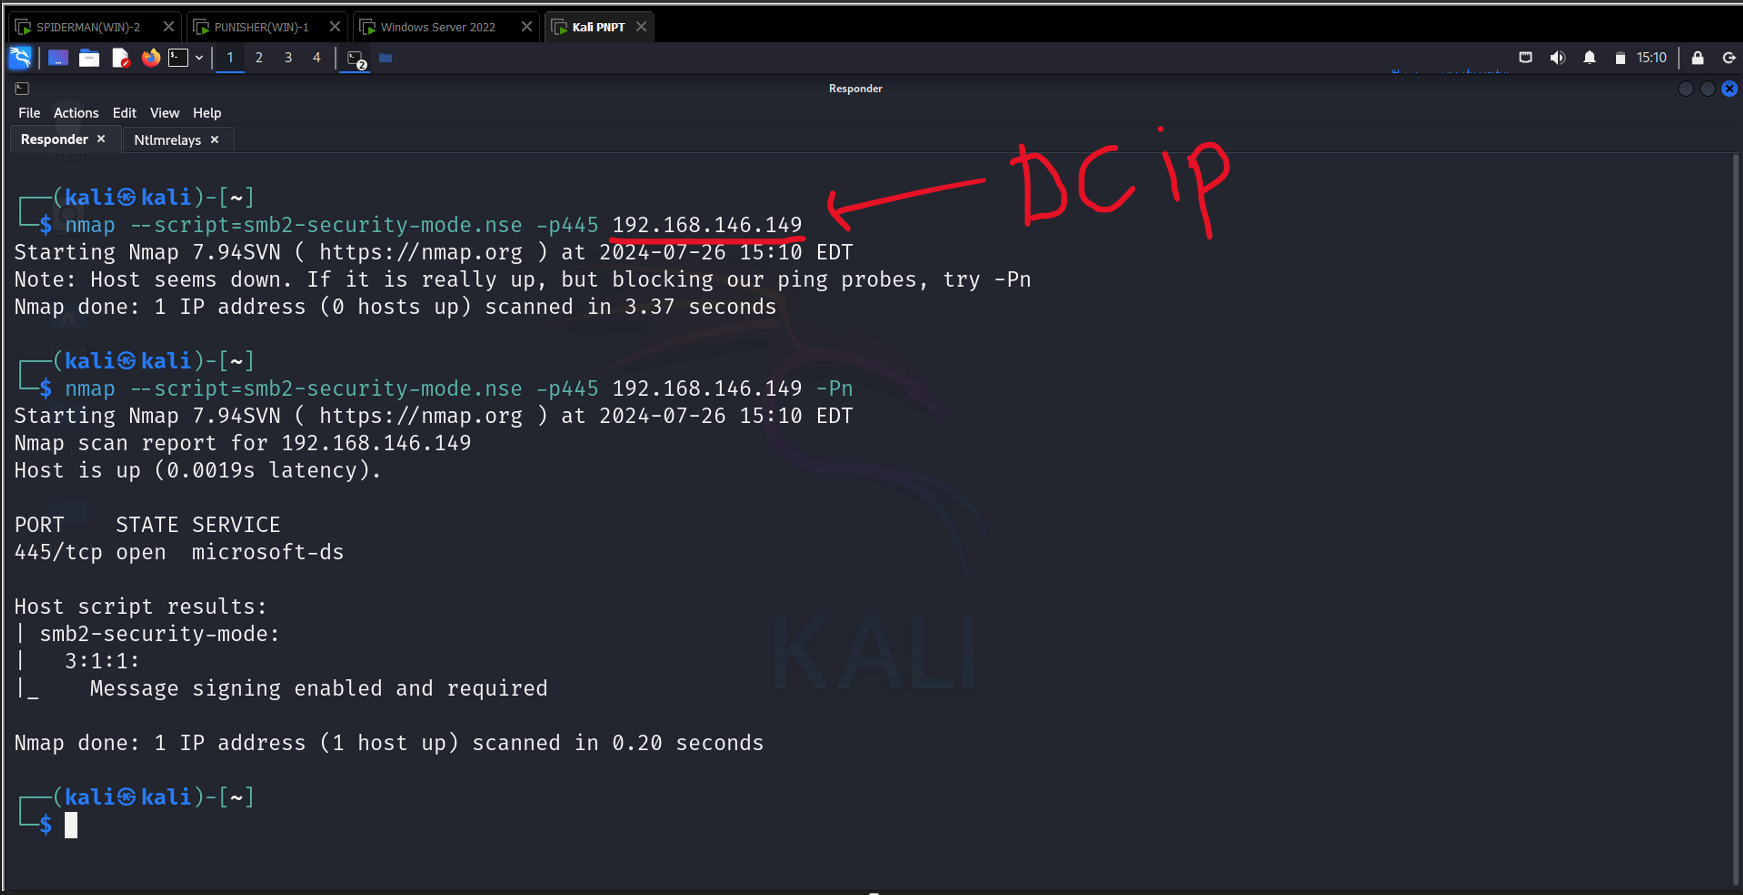 SPIDERMAN(WIN)-2 PUNISHER(WIN)-1 Windows Server 2022 Kali PNPT
1 2 3 4 2 15:10
Responder
File Actions Edit View Help
Responder Ntlmrelays
DC iP
(kali㉿kali)-[~]
$ nmap --script=smb2-security-mode.nse -p445 192.168.146.149
Starting Nmap 7.94SVN ( https://nmap.org ) at 2024-07-26 15:10 EDT
Note: Host seems down. If it is really up, but blocking our ping probes, try -Pn
Nmap done: 1 IP address (0 hosts up) scanned in 3.37 seconds
(kali㉿kali)-[~]
$ nmap --script=smb2-security-mode.nse -p445 192.168.146.149 -Pn
Starting Nmap 7.94SVN ( https://nmap.org ) at 2024-07-26 15:10 EDT
Nmap scan report for 192.168.146.149
Host is up (0.0019s latency).
PORT    STATE SERVICE
445/tcp open  microsoft-ds
Host script results:
| smb2-security-mode:
|   3:1:1:
|_    Message signing enabled and required
KALI
Nmap done: 1 IP address (1 host up) scanned in 0.20 seconds
(kali㉿kali)-[~]
$